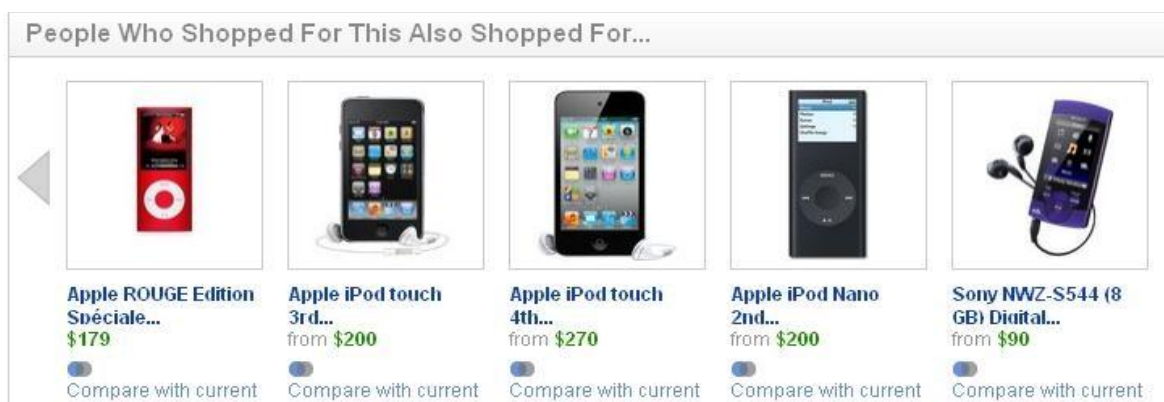 People Who Shopped For This Also Shopped For...
Apple ROUGE Edition
Spéciale...
$179
Compare with current
Apple iPod touch
3rd...
from $200
Compare with current
Apple iPod touch
4th...
from $270
Compare with current
Apple iPod Nano
2nd...
from $200
Compare with current
Sony NWZ-S544 (8
GB) Digital...
from $90
Compare with current
MENU